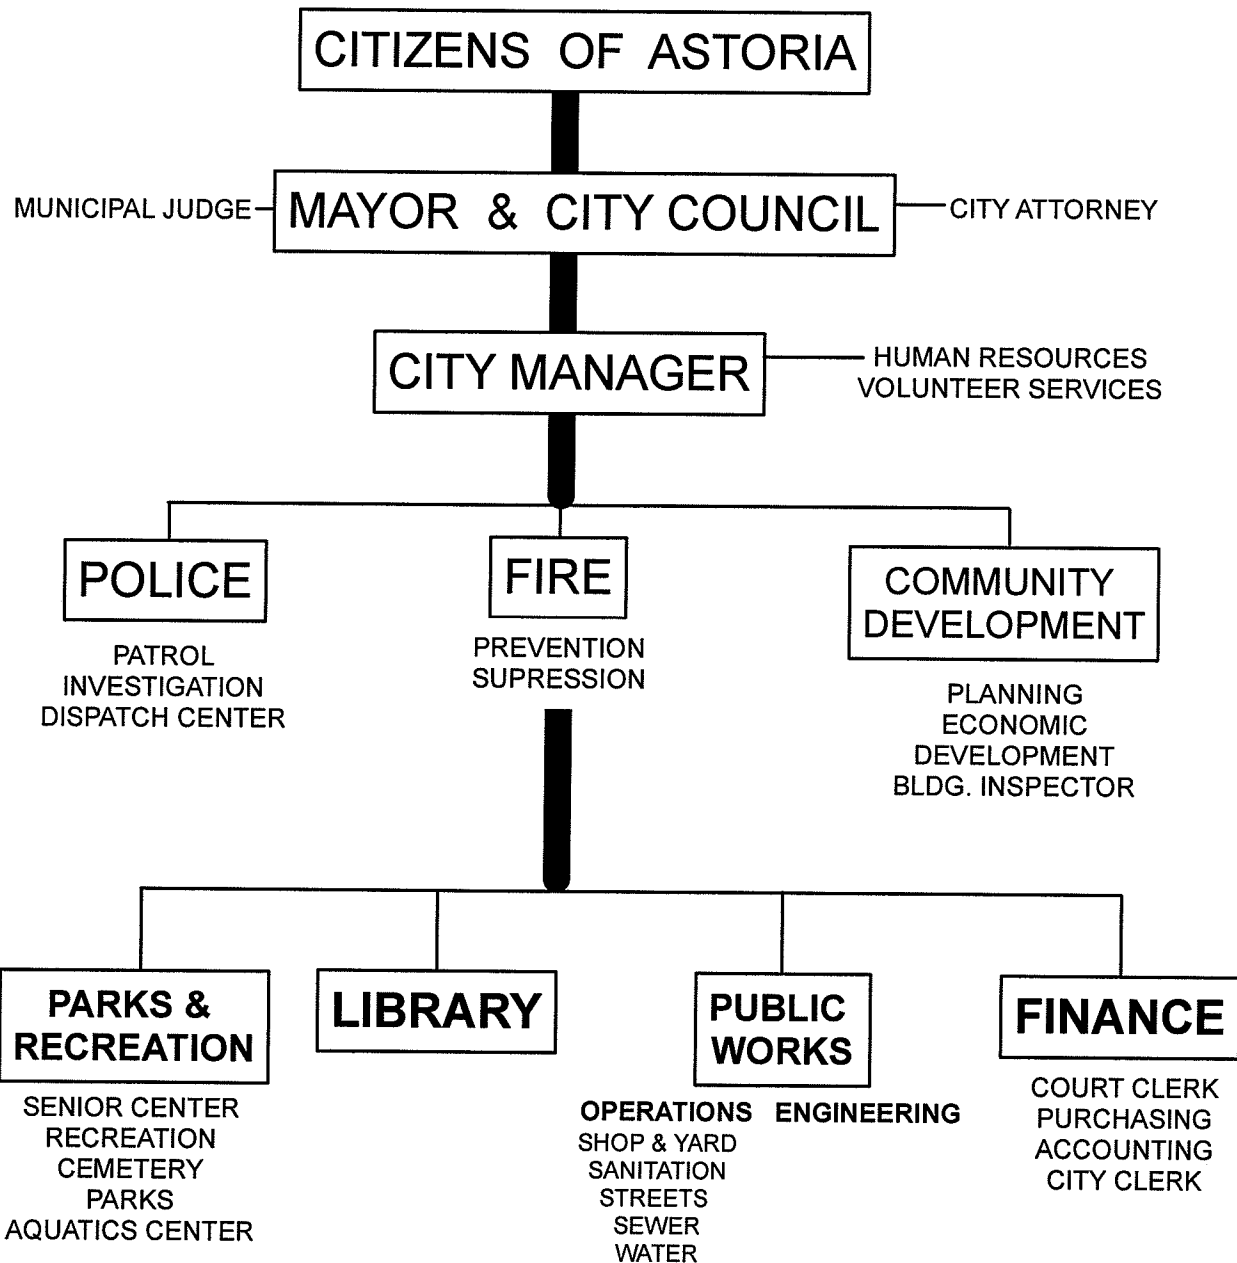 CITIZENS OF ASTORIA
MUNICIPAL JUDGE
MAYOR & CITY COUNCIL
CITY ATTORNEY
CITY MANAGER
HUMAN RESOURCES
VOLUNTEER SERVICES
POLICE
PATROL
INVESTIGATION
DISPATCH CENTER
FIRE
PREVENTION
SUPRESSION
COMMUNITY
DEVELOPMENT
PLANNING
ECONOMIC
DEVELOPMENT
BLDG. INSPECTOR
PARKS &
RECREATION
SENIOR CENTER
RECREATION
CEMETERY
PARKS
AQUATICS CENTER
LIBRARY
PUBLIC
WORKS
OPERATIONS ENGINEERING
SHOP & YARD
SANITATION
STREETS
SEWER
WATER
FINANCE
COURT CLERK
PURCHASING
ACCOUNTING
CITY CLERK